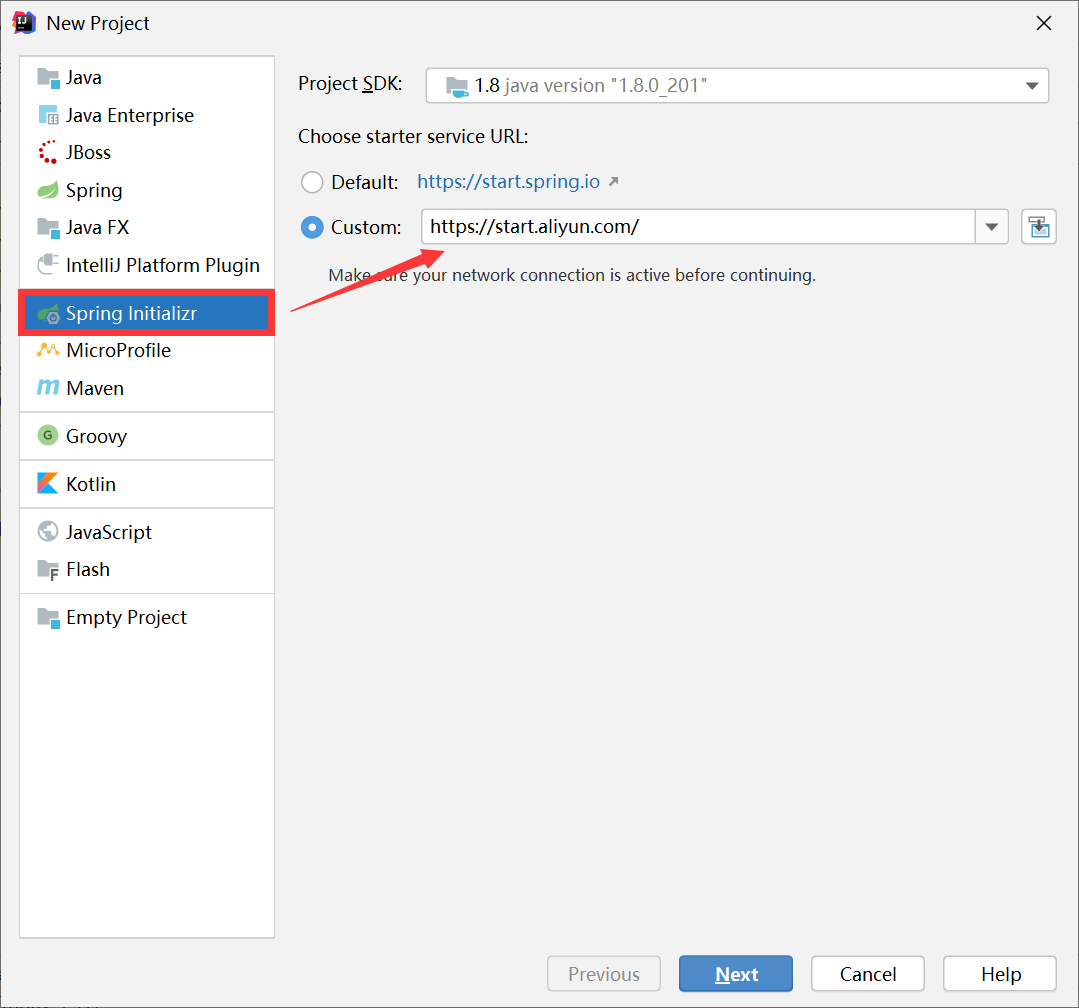 New Project
Java
Java Enterprise
JBoss
Spring
Java FX
IntelliJ Platform Plugin
Spring Initializr
MicroProfile
Maven
Groovy
Kotlin
JavaScript
Flash
Empty Project
Project SDK: 1.8 java version "1.8.0_201"
Choose starter service URL:
Default: https://start.spring.io
Custom: https://start.aliyun.com/
Make sure your network connection is active before continuing.
Previous Next Cancel Help